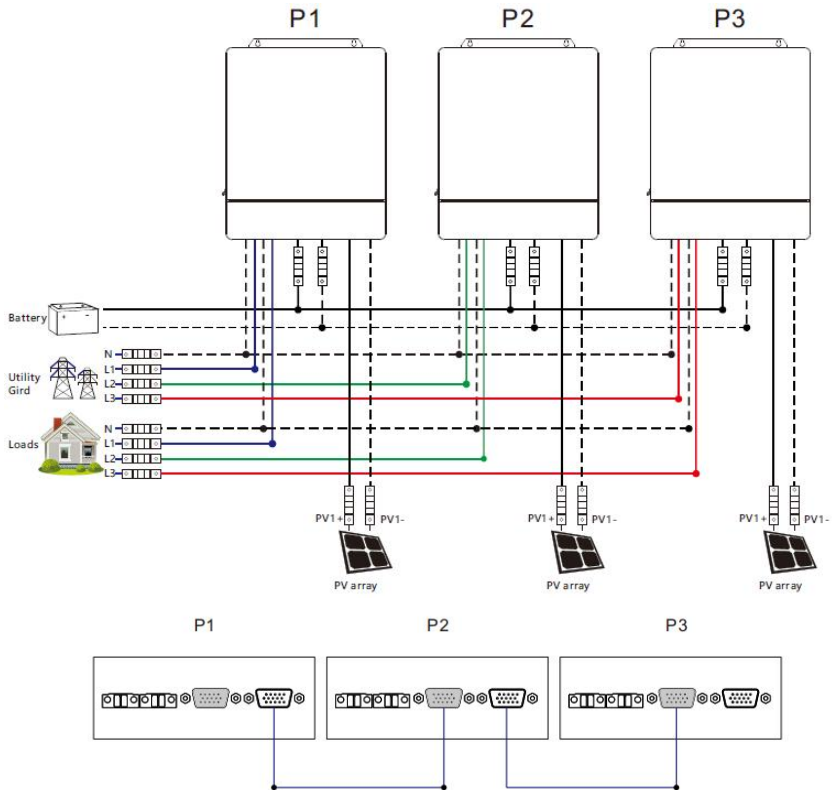 P1 P2 P3
Battery
N
L1
Utility
Gird
L2
L3
N
Loads
L1
L2
L3
PV1+ PV1- PV1+ PV1- PV1+ PV1-
PV array PV array PV array
P1 P2 P3